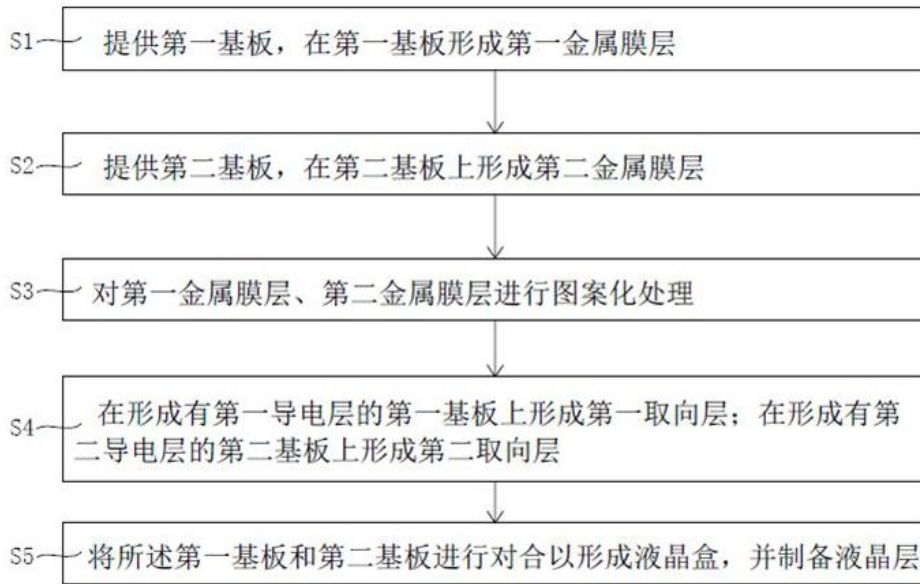 S1 提供第一基板，在第一基板形成第一金属膜层
S2 提供第二基板，在第二基板上形成第二金属膜层
S3 对第一金属膜层、第二金属膜层进行图案化处理
S4 在形成有第一导电层的第一基板上形成第一取向层；在形成有第
二导电层的第二基板上形成第二取向层
S5 将所述第一基板和第二基板进行对合以形成液晶盒，并制备液晶层